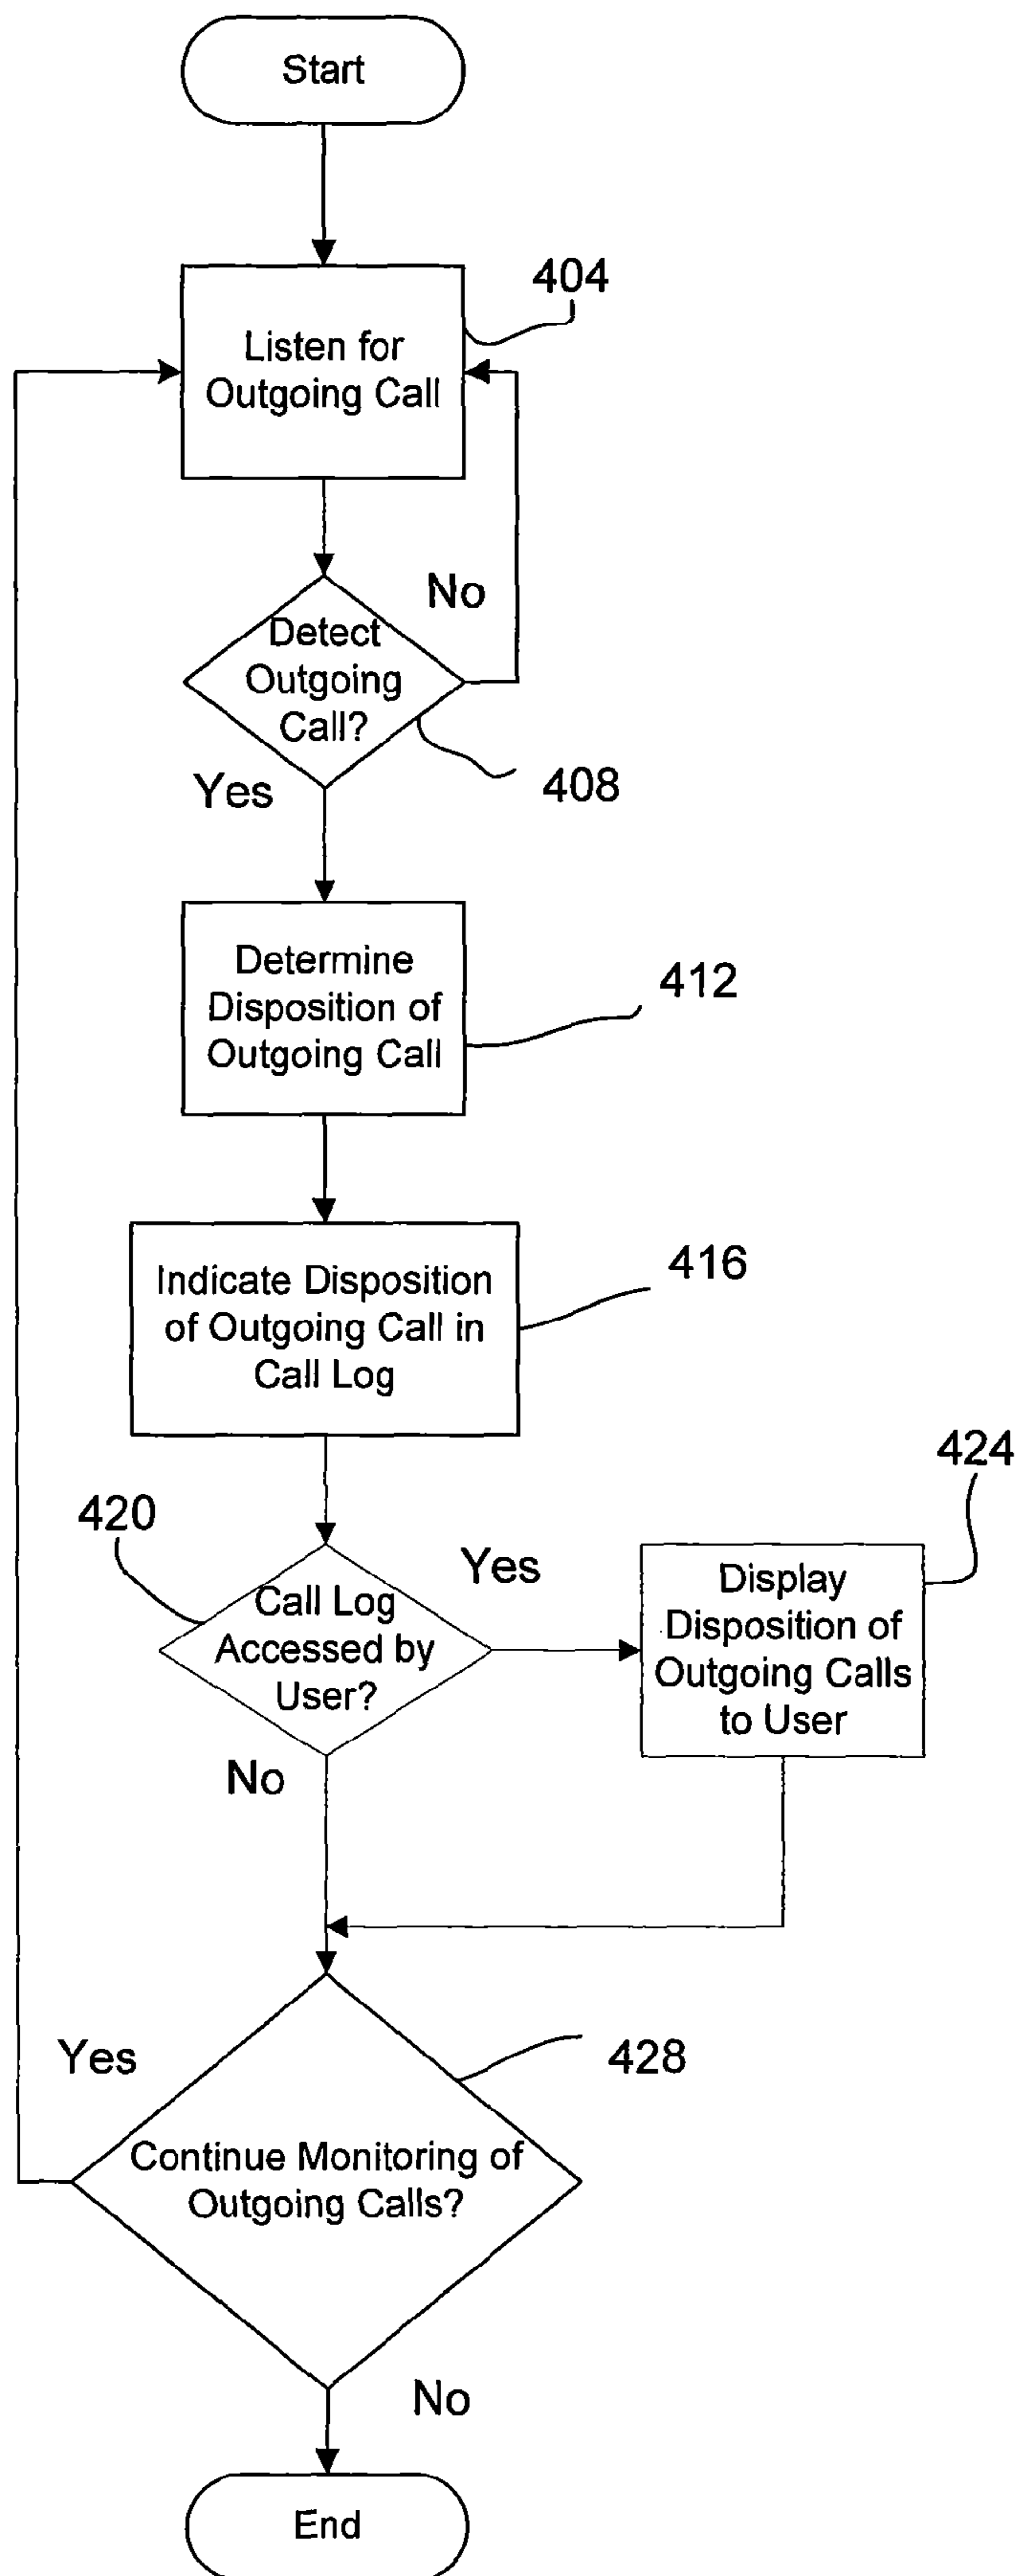 Start
404
Listen for
Outgoing Call
No
Detect
Outgoing
Call?
Yes
408
Determine
Disposition of
Outgoing Call
412
Indicate Disposition
of Outgoing Call in
Call Log
416
424
420
Yes
Call Log
Accessed by
User?
Display
Disposition of
Outgoing Calls
to User
No
Yes
428
Continue Monitoring of
Outgoing Calls?
No
End